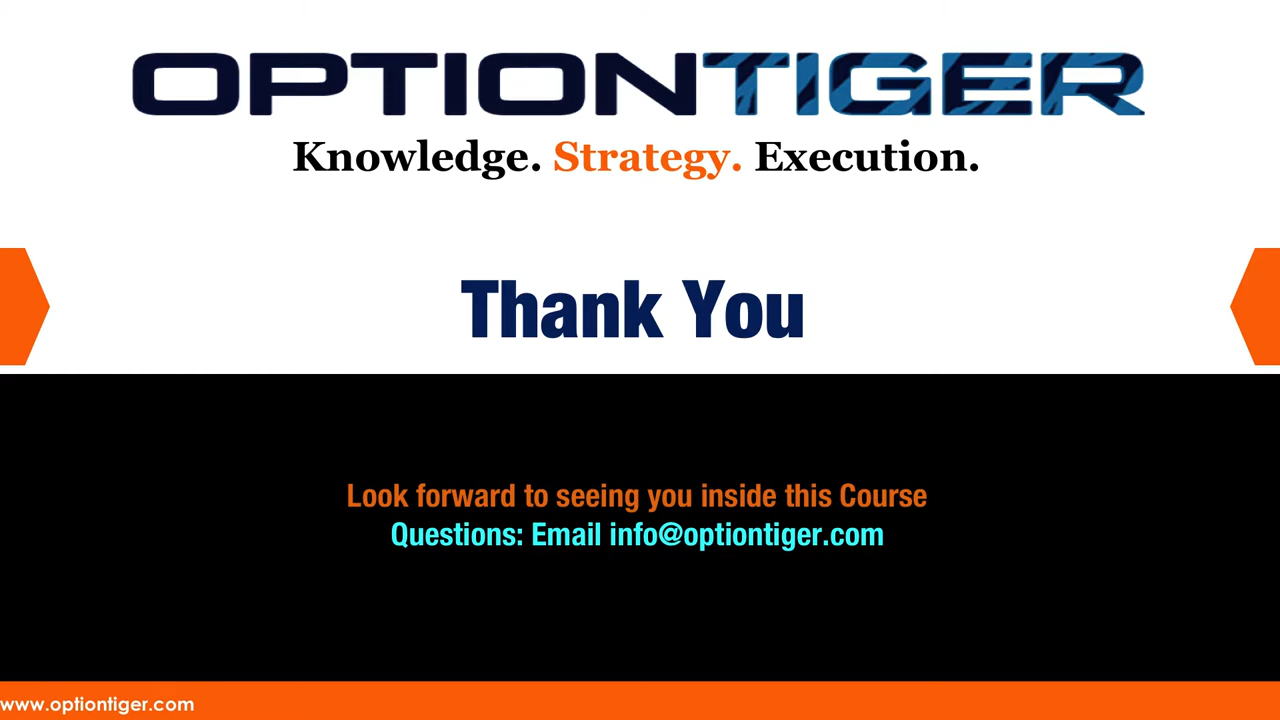 OPTIONTIGER
Knowledge. Strategy. Execution.
Thank You
Look forward to seeing you inside this Course
Questions: Email info@optiontiger.com
www.optiontiger.com